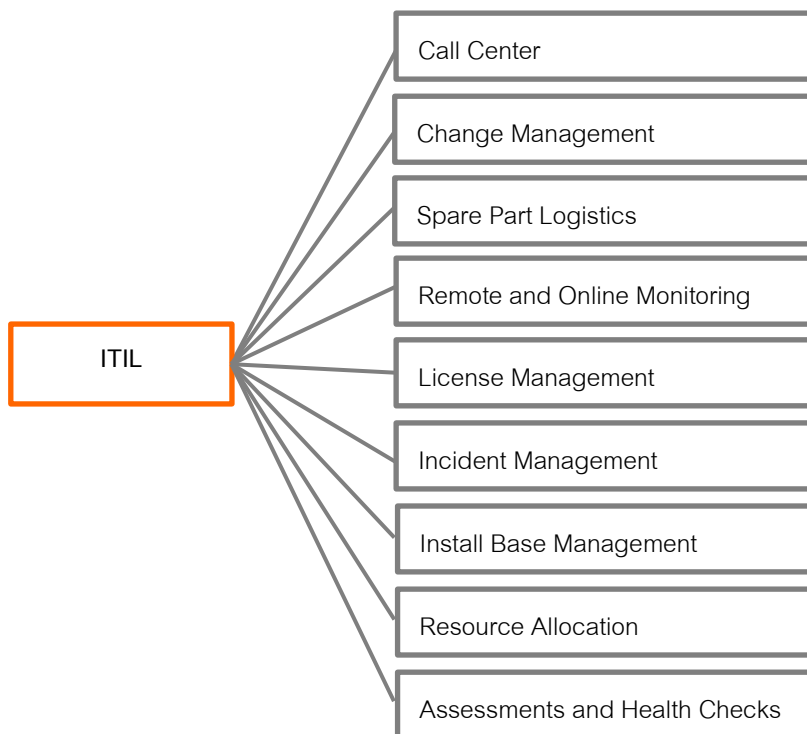 Call Center
Change Management
Spare Part Logistics
Remote and Online Monitoring
ITIL
License Management
Incident Management
Install Base Management
Resource Allocation
Assessments and Health Checks